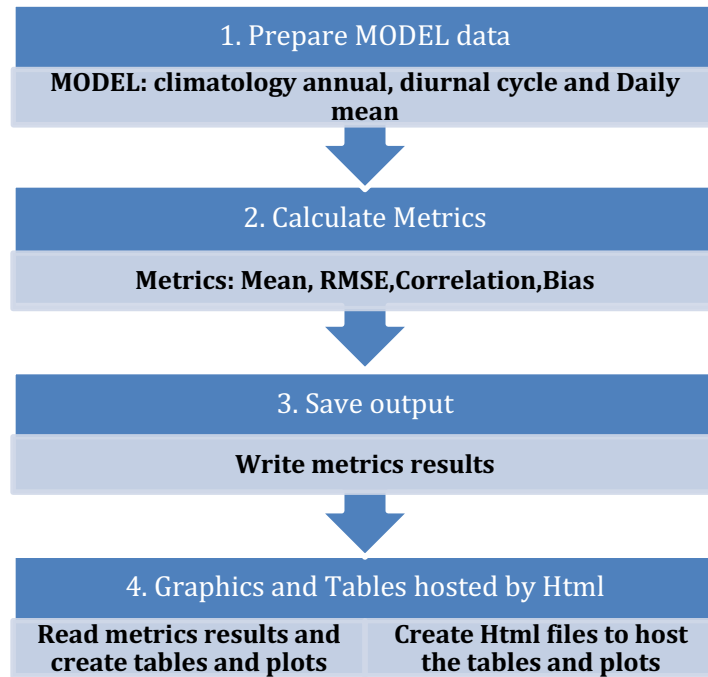 1. Prepare MODEL data
MODEL: climatology annual, diurnal cycle and Daily
mean
2. Calculate Metrics
Metrics: Mean, RMSE,Correlation,Bias
3. Save output
Write metrics results
4. Graphics and Tables hosted by Html
Read metrics results and
create tables and plots
Create Html files to host
the tables and plots